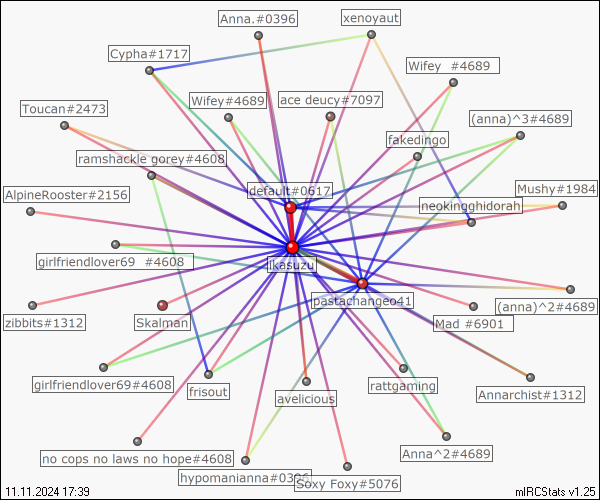 Anna.#0396
xenoyaut
Cypha#1717
Wifey #4689
Toucan#2473
Wifey#4689
ace deucy#7097
(anna)^3#4689
fakedingo
ramshackle gorey#4608
default#0617
Mushy#1984
AlpineRooster#2156
neokingghidorah
girlfriendlover69 #4608
ikasuzu
pastachangeo41
(anna)^2#4689
zibbits#1312
Skalman
Mad #6901
girlfriendlover69#4608
frisout
avelicious
rattgaming
Annarchist#1312
no cops no laws no hope#4608
hypomanianna#0396
Anna^2#4689
Soxy Foxy#5076
11.11.2024 17:39
mIRCStats v1.25